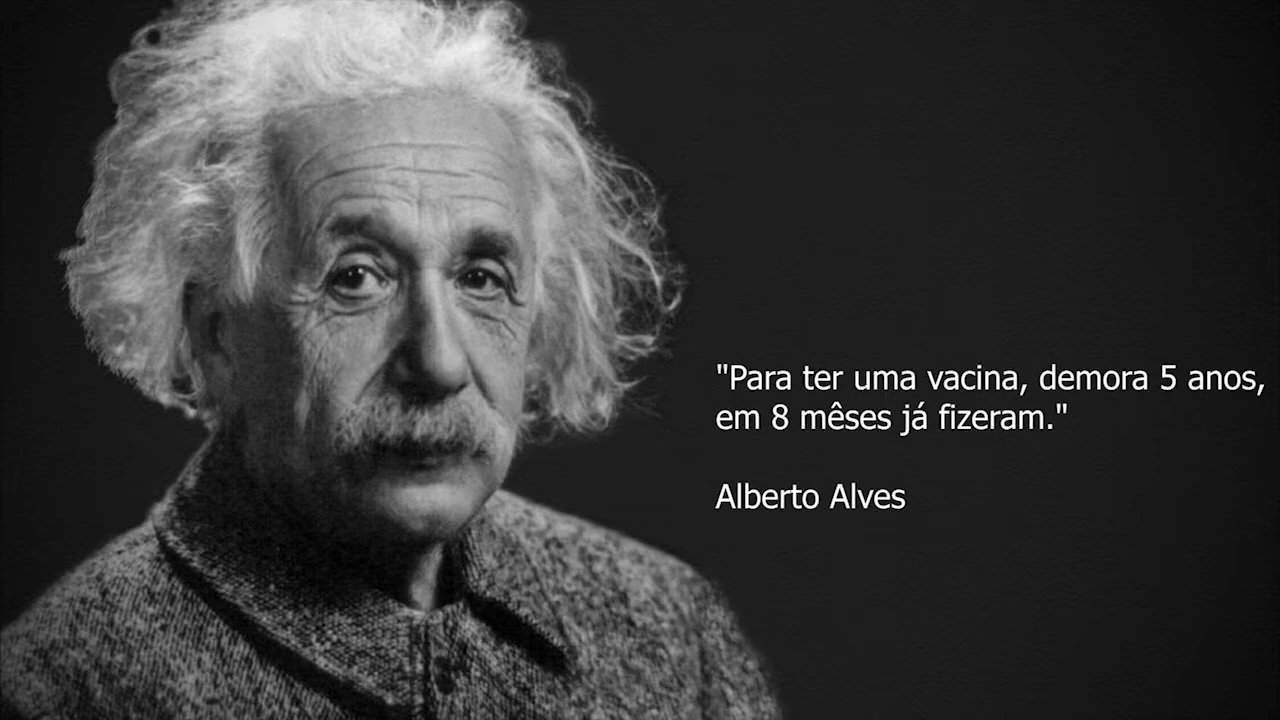 "Para ter uma vacina, demora 5 anos,
em 8 mêses já fizeram."
Alberto Alves